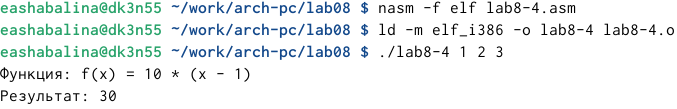 eashabalina@dk3n55 ~/work/arch-pc/lab08 $ nasm -f elf lab8-4.asm
eashabalina@dk3n55 ~/work/arch-pc/lab08 $ ld -m elf_i386 -o lab8-4 lab8-4.o
eashabalina@dk3n55 ~/work/arch-pc/lab08 $ ./lab8-4 1 2 3
Функция: f(x) = 10 * (x - 1)
Результат: 30